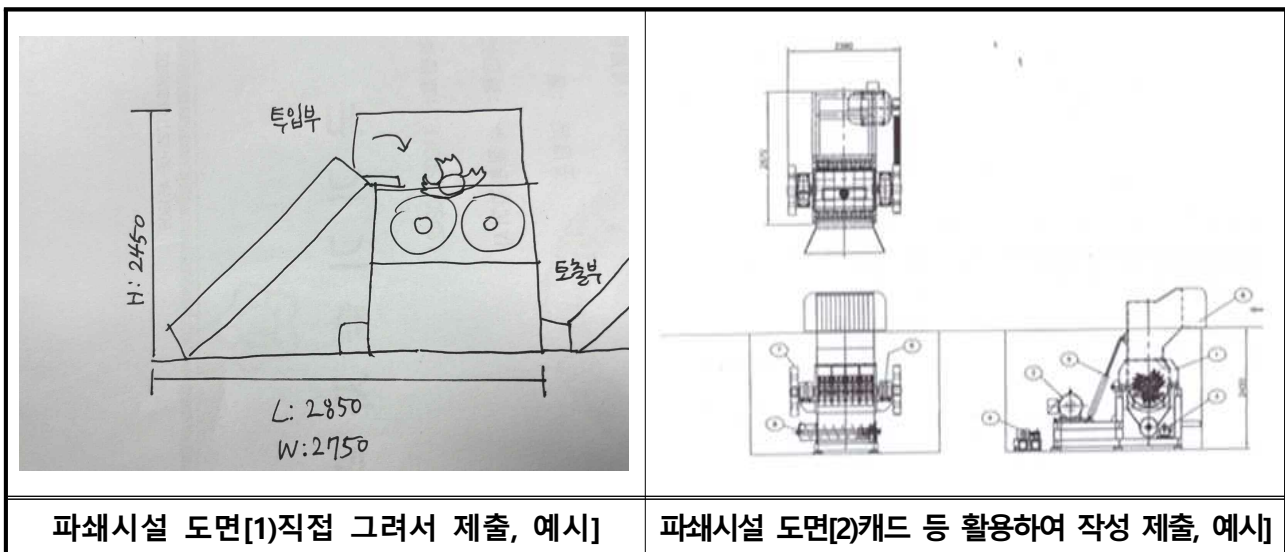 투입부
토출부
H: 2450
L: 2850
W: 2750
2380
파쇄시설 도면[1)직접 그려서 제출, 예시]
파쇄시설 도면[2)캐드 등 활용하여 작성 제출, 예시]